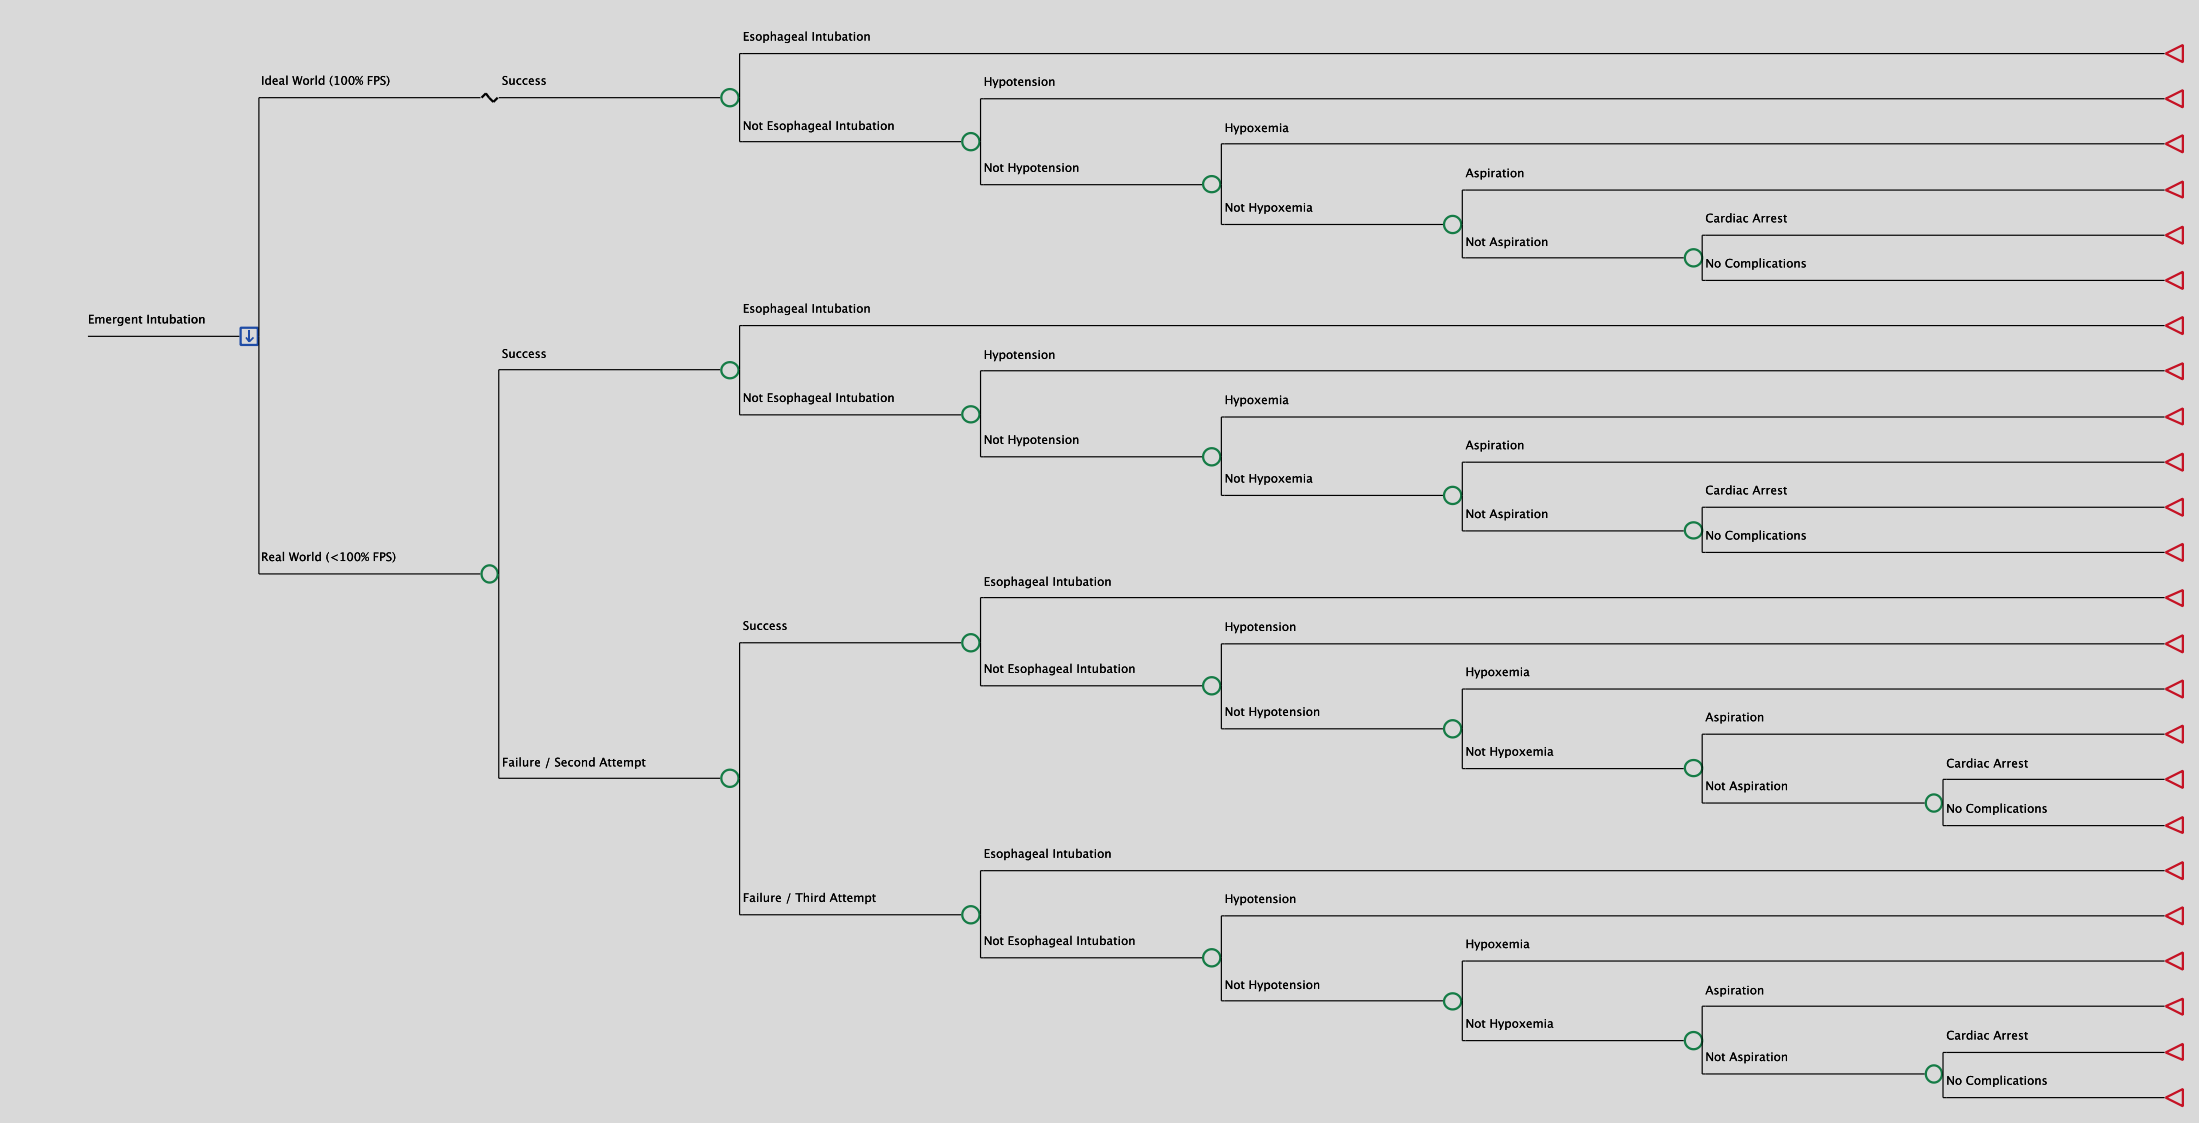 Esophageal Intubation
Ideal World (100% FPS)
Success
Hypotension
Not Esophageal Intubation
Hypoxemia
Not Hypotension
Aspiration
Not Hypoxemia
Cardiac Arrest
Not Aspiration
No Complications
Esophageal Intubation
Emergent Intubation
Success
Hypotension
Not Esophageal Intubation
Hypoxemia
Not Hypotension
Aspiration
Not Hypoxemia
Cardiac Arrest
Not Aspiration
No Complications
Real World (<100% FPS)
Esophageal Intubation
Success
Hypotension
Not Esophageal Intubation
Hypoxemia
Not Hypotension
Aspiration
Not Hypoxemia
Failure / Second Attempt
Cardiac Arrest
Not Aspiration
No Complications
Esophageal Intubation
Failure / Third Attempt
Hypotension
Not Esophageal Intubation
Hypoxemia
Not Hypotension
Aspiration
Not Hypoxemia
Cardiac Arrest
Not Aspiration
No Complications